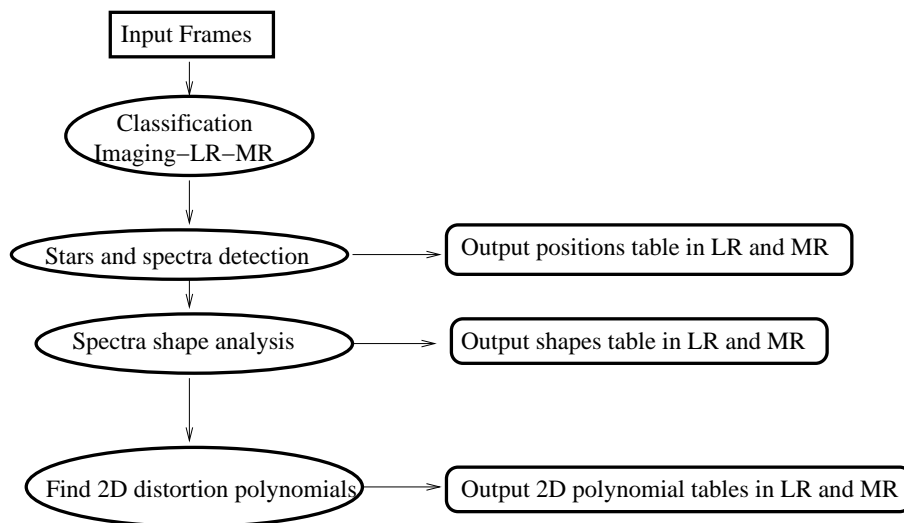 Input Frames
Classification
Imaging−LR−MR
Stars and spectra detection
Output positions table in LR and MR
Spectra shape analysis
Output shapes table in LR and MR
Find 2D distortion polynomials
Output 2D polynomial tables in LR and MR